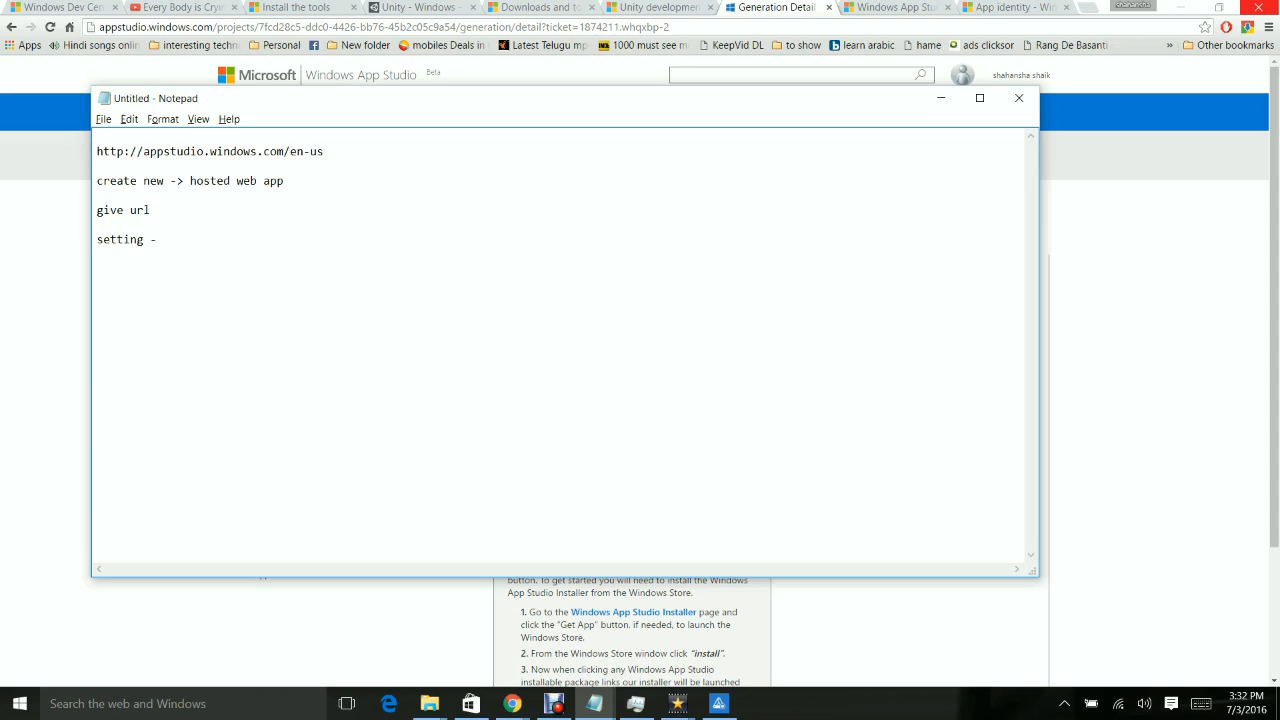 Windows Dev Cen
Every Body is Cryin
Install the tools
Unity - Windows
Downloads and to
Unity developmen
Generation Detail
Windows App Stu
App identity - Win
shahansha
appstudio.windows.com/projects/7fcd28c5-ddc0-4426-bb76-45b2c05c9a54/generation/detail?ticket=1874211.whqxbp-2
Apps
Hindi songs onlin
interesting techn
Personal
New folder
mobiles Deals in
Latest Telugu mp
1000 must see m
KeepVid DL
to show
learn arabic
hame
ads clicksor
Rang De Basanti
»
Other bookmarks
Microsoft
Windows App Studio
Beta
shahansha shaik
Untitled - Notepad
File Edit Format View Help
http://appstudio.windows.com/en-us
create new -> hosted web app
give url
setting -
button. To get started you will need to install the Windows
App Studio Installer from the Windows Store.
1. Go to the Windows App Studio Installer page and
click the "Get App" button, if needed, to launch the
Windows Store.
2. From the Windows Store window click "install".
3. Now when clicking any Windows App Studio
installable package links our installer will be launched
Search the web and Windows
3:32 PM
7/3/2016